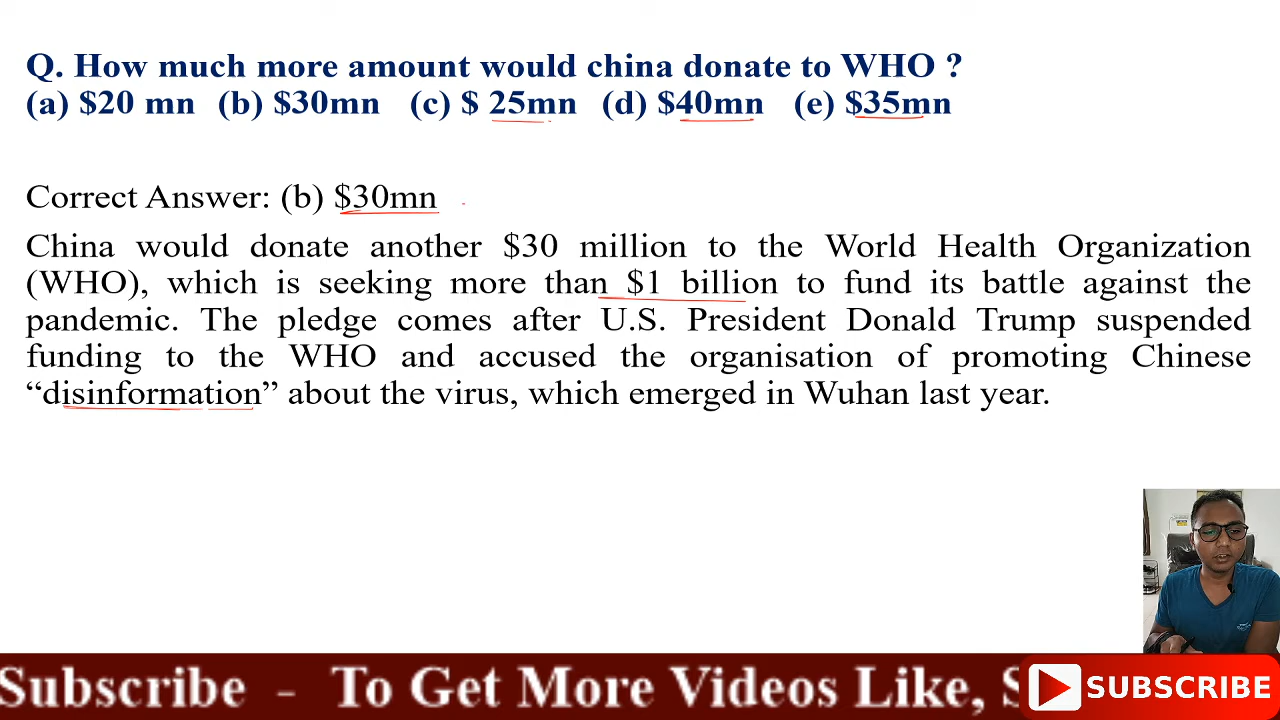 Q. How much more amount would china donate to WHO ?
(a) $20 mn (b) $30mn (c) $ 25mn (d) $40mn (e) $35mn
Correct Answer: (b) $30mn
China would donate another $30 million to the World Health Organization
(WHO), which is seeking more than $1 billion to fund its battle against the
pandemic. The pledge comes after U.S. President Donald Trump suspended
funding to the WHO and accused the organisation of promoting Chinese
“disinformation” about the virus, which emerged in Wuhan last year.
Subscribe - To Get More Videos Like, S
SUBSCRIBE